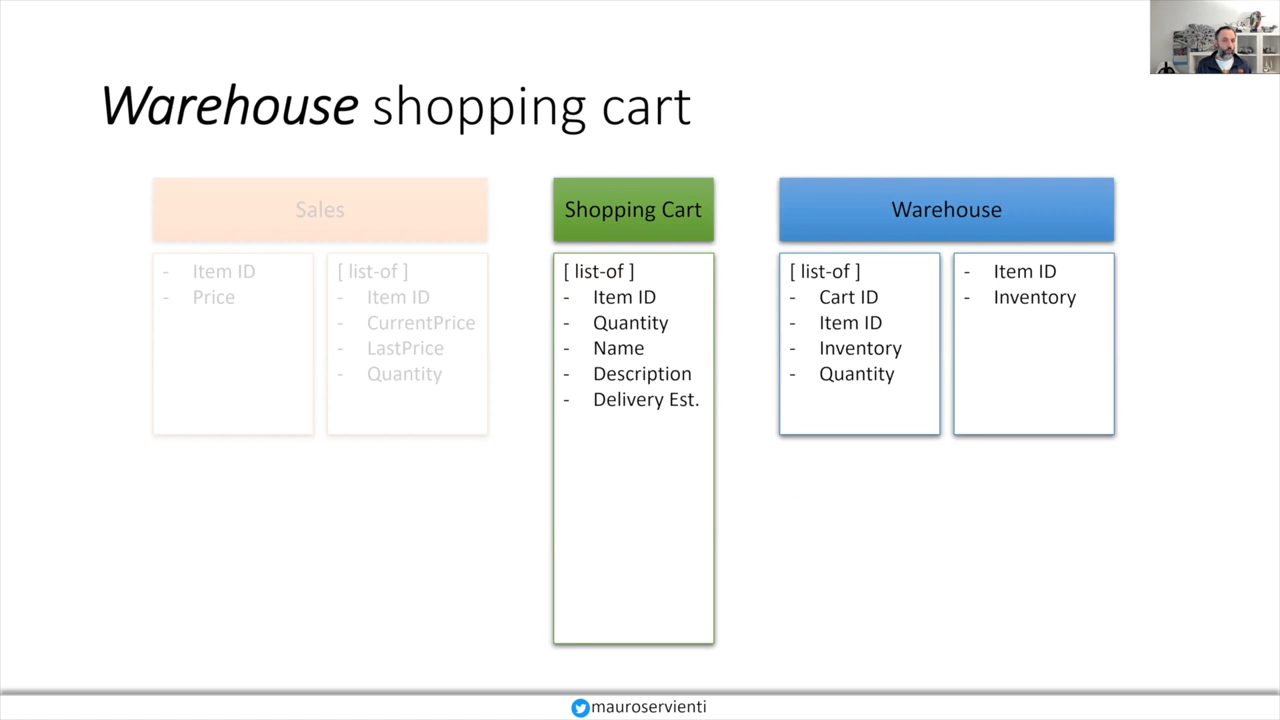 Warehouse shopping cart
Sales
- Item ID
- Price
[ list-of ]
- Item ID
- CurrentPrice
- LastPrice
- Quantity
Shopping Cart
[ list-of ]
- Item ID
- Quantity
- Name
- Description
- Delivery Est.
Warehouse
[ list-of ]
- Cart ID
- Item ID
- Inventory
- Quantity
- Item ID
- Inventory
mauroservienti